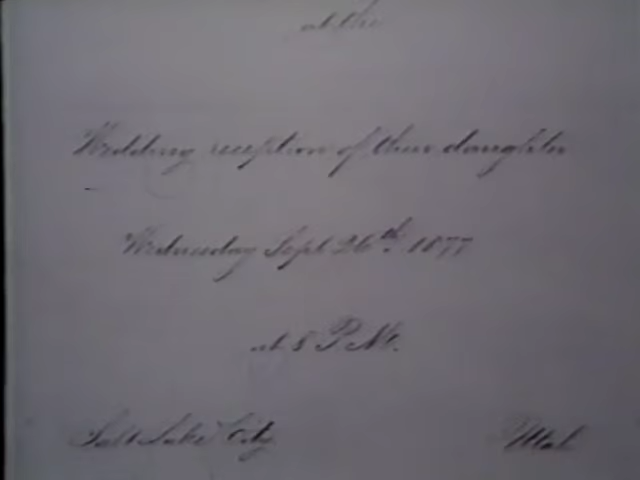 at the
Wedding reception of their daughter
Wednesday Sept 26th. 1877
at 8 P.M.
Salt Lake City Utah